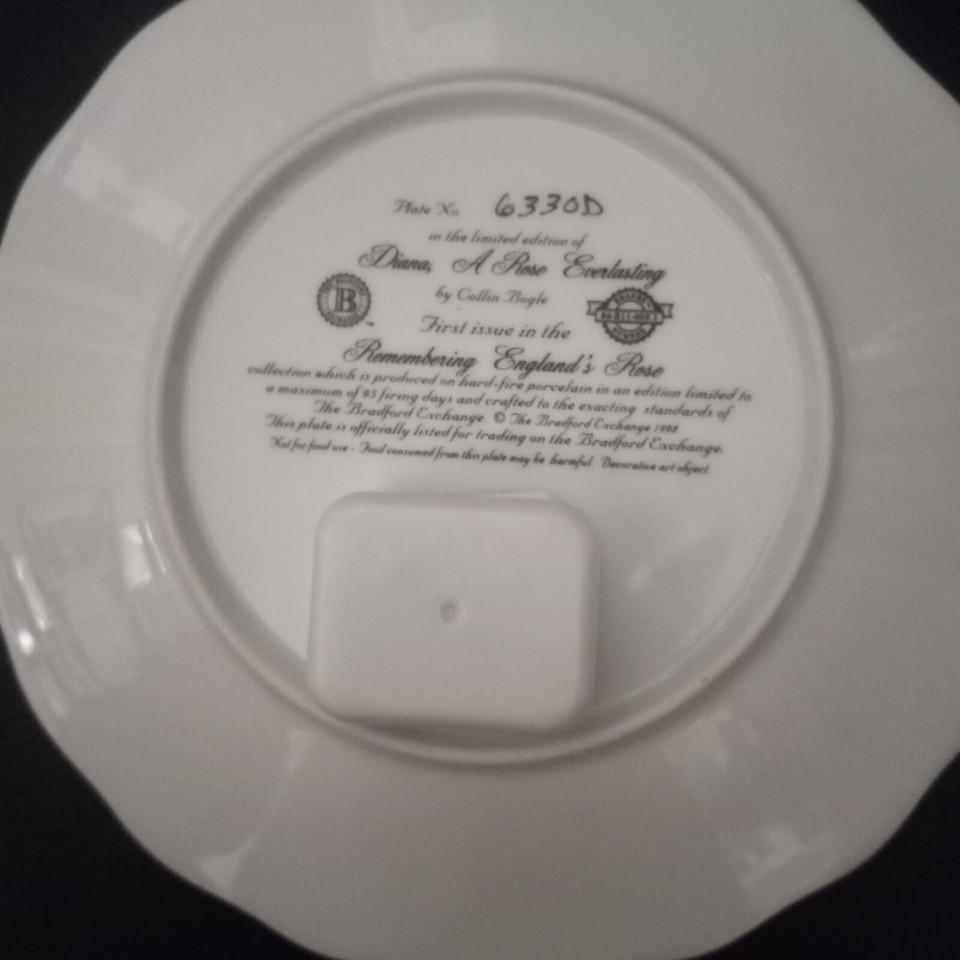 Plate No. 6330D
in the limited edition of
Diana, A Rose Everlasting
by Collin Bogle
B
First issue in the
Remembering England's Rose
collection which is produced on hard-fire porcelain in an edition limited to
a maximum of 95 firing days and crafted to the exacting standards of
The Bradford Exchange. © The Bradford Exchange 1998
This plate is officially listed for trading on the Bradford Exchange.
Not for food use - Food consumed from this plate may be harmful. Decorative art object